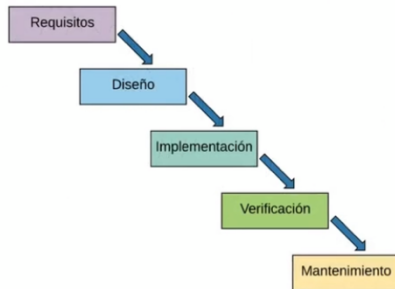 Requisitos
Diseño
Implementación
Verificación
Mantenimiento